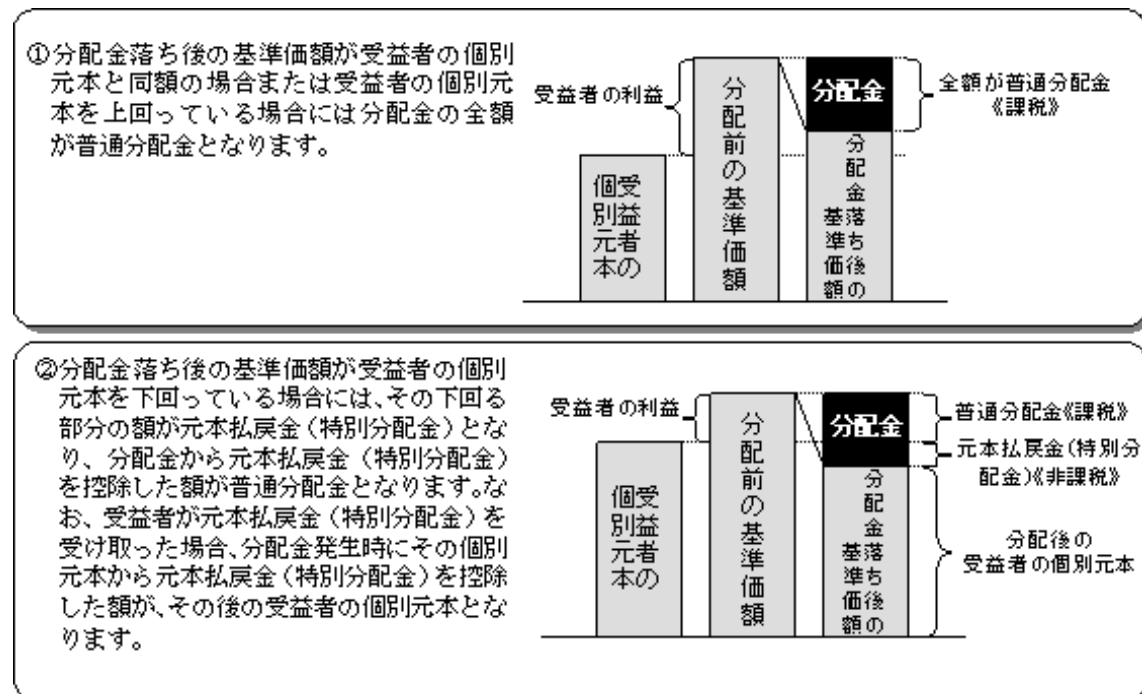 ①分配金落ち後の基準価額が受益者の個別
元本と同額の場合または受益者の個別元
本を上回っている場合には分配金の全額
が普通分配金となります。
受益者の利益
個別元本
受益者の
分配前の基準価額
分配金
分配金落ち後の
基準価額
全額が普通分配金
《課税》
②分配金落ち後の基準価額が受益者の個別
元本を下回っている場合には、その下回る
部分の額が元本払戻金(特別分配金)とな
り、分配金から元本払戻金(特別分配金)
を控除した額が普通分配金となります。な
お、受益者が元本払戻金(特別分配金)を
受け取った場合、分配金発生時にその個別
元本から元本払戻金(特別分配金)を控除
した額が、その後の受益者の個別元本とな
ります。
受益者の利益
受益者の
個別元本
分配前の基準価額
分配金
分配金落ち後の
基準価額
普通分配金《課税》
元本払戻金(特別分
配金)《非課税》
分配後の
受益者の個別元本